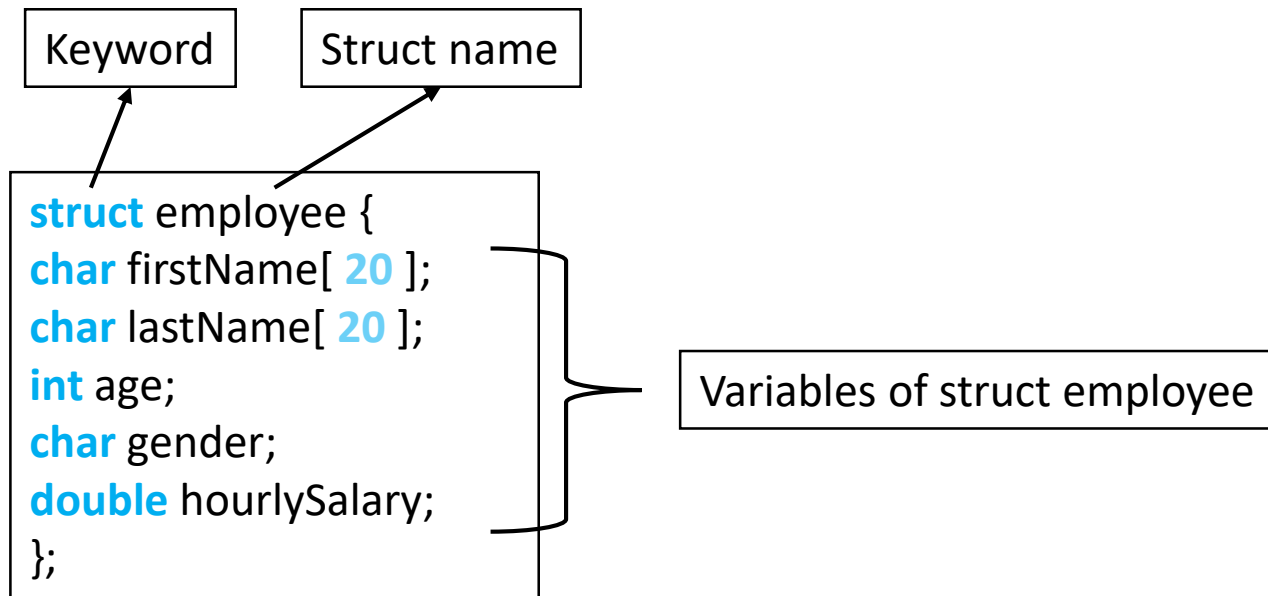 Keyword
Struct name
struct employee {
char firstName[ 20 ];
char lastName[ 20 ];
int age;
char gender;
double hourlySalary;
};
Variables of struct employee